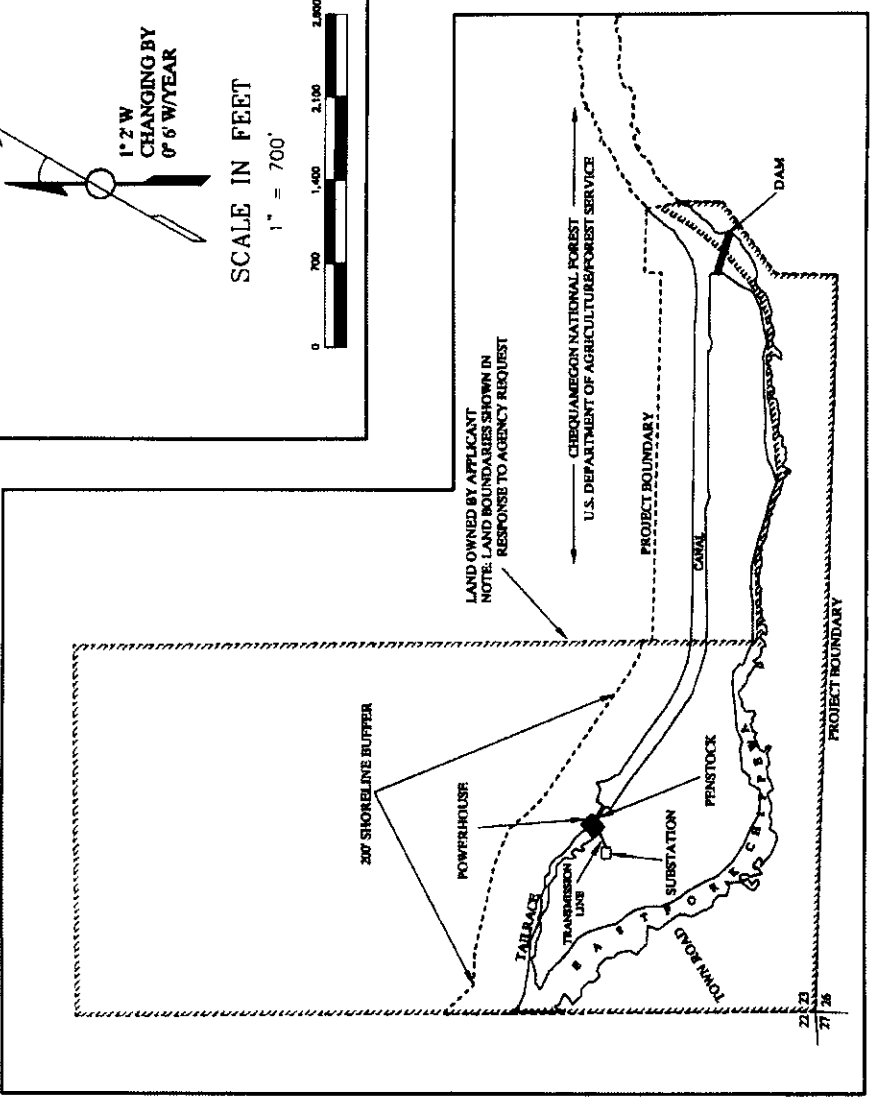 1° 2' W
CHANGING BY
0° 6' W/YEAR
SCALE IN FEET
1" = 700'
0 700 1,400 2,100 2,800
LAND OWNED BY APPLICANT
NOTE: LAND BOUNDARIES SHOWN IN
RESPONSE TO AGENCY REQUEST
CHEQUAMEGON NATIONAL FOREST
U.S. DEPARTMENT OF AGRICULTURE/FOREST SERVICE
PROJECT BOUNDARY
CANAL
DAM
200' SHORELINE BUFFER
POWERHOUSE
PENSTOCK
TAILRACE
TRANSMISSION
LINE
SUBSTATION
EAST FORK CHIPPEWA
TOWN ROAD
PROJECT BOUNDARY
22 23
27 26